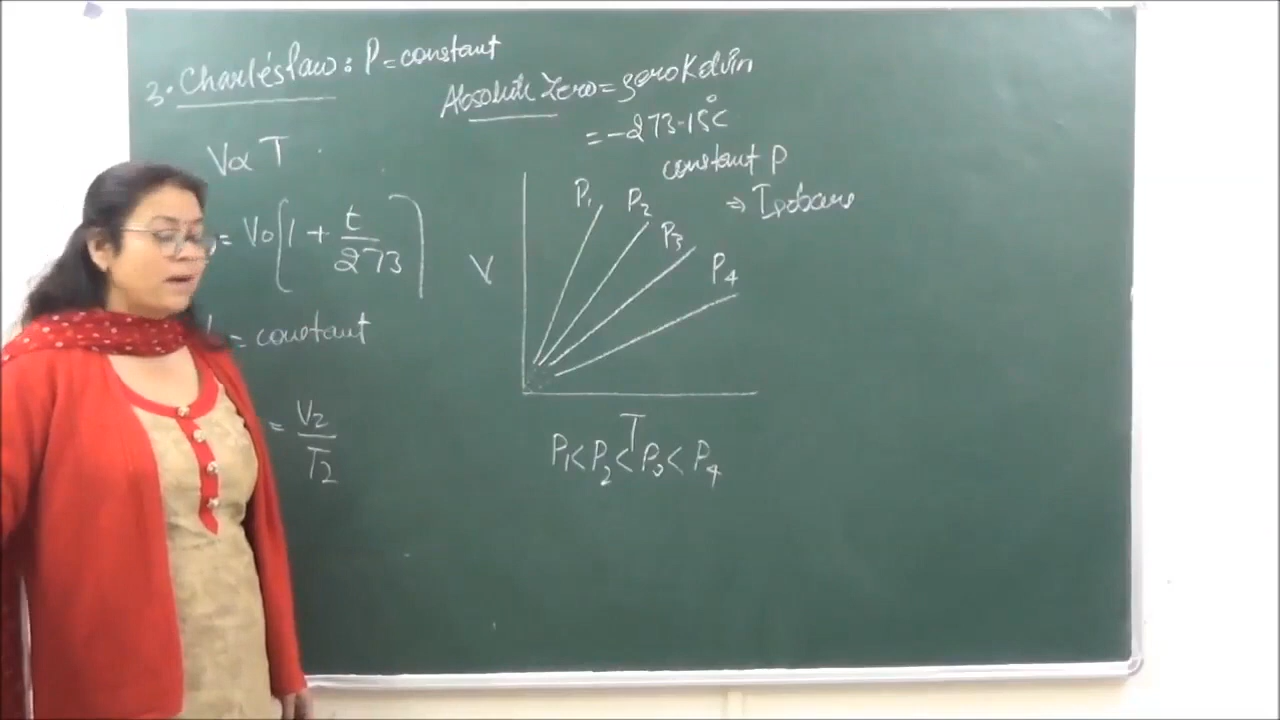 3. Charle's law : P = constant
Absolute Zero = zero Kelvin
= -273.15°C
V ∝ T
constant P
⇒ Isobars
P1 P2 P3 P4
= V0 [ 1 + t/273 ]
V
= constant
= V2/T2
T
P1 < P2 < P3 < P4